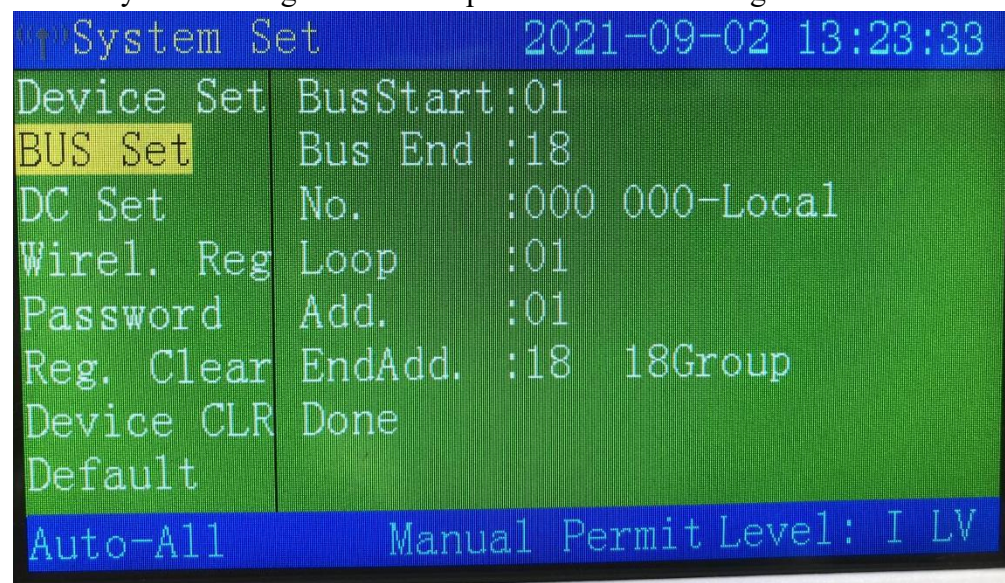 System Set 2021-09-02 13:23:33
Device Set BusStart:01
BUS Set Bus End :18
DC Set No. :000 000-Local
Wirel. Reg Loop :01
Password Add. :01
Reg. Clear EndAdd. :18 18Group
Device CLR Done
Default
Auto-All Manual Permit Level: I LV